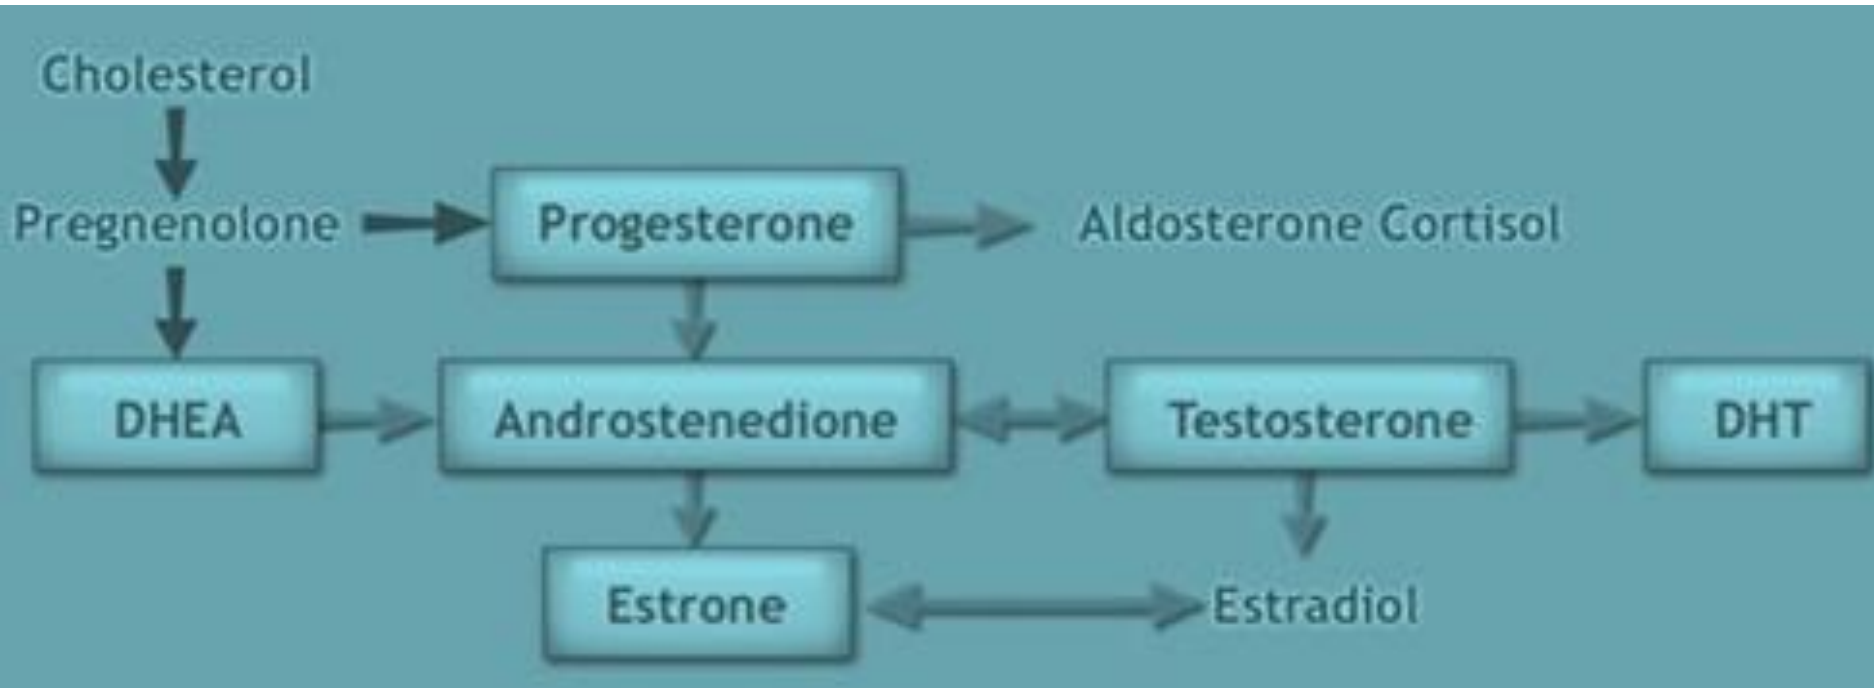 Cholesterol
Pregnenolone
Progesterone
Aldosterone Cortisol
DHEA
Androstenedione
Testosterone
DHT
Estrone
Estradiol